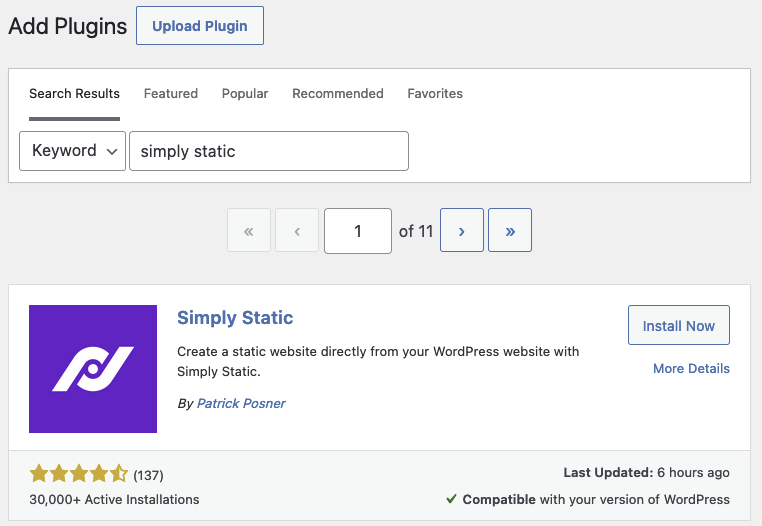 Add Plugins Upload Plugin
Search Results Featured Popular Recommended Favorites
Keyword simply static
« ‹ 1 of 11 › »
Simply Static
Install Now
Create a static website directly from your WordPress website with
Simply Static.
More Details
By Patrick Posner
(137)
Last Updated: 6 hours ago
30,000+ Active Installations
Compatible with your version of WordPress